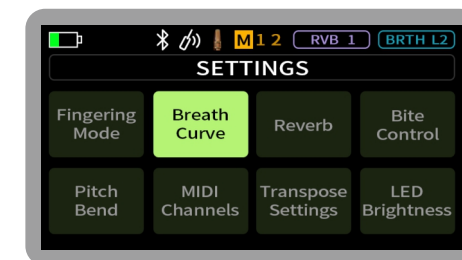 M 1 2 RVB 1 BRTH L2
SETTINGS
Fingering
Mode
Breath
Curve
Reverb
Bite
Control
Pitch
Bend
MIDI
Channels
Transpose
Settings
LED
Brightness